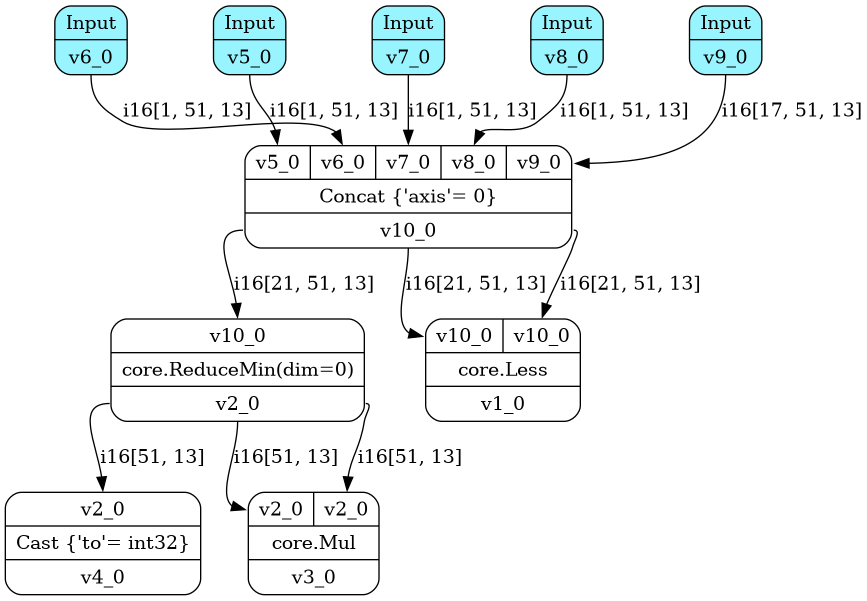 Input
Input
Input
Input
Input
v6_0
v5_0
v7_0
v8_0
v9_0
i16[1, 51, 13]
i16[1, 51, 13]
i16[1, 51, 13]
i16[1, 51, 13]
i16[17, 51, 13]
v5_0
v6_0
v7_0
v8_0
v9_0
Concat {'axis'= 0}
v10_0
i16[21, 51, 13]
i16[21, 51, 13]
i16[21, 51, 13]
v10_0
core.ReduceMin(dim=0)
v2_0
v10_0
v10_0
core.Less
v1_0
i16[51, 13]
i16[51, 13]
i16[51, 13]
v2_0
Cast {'to'= int32}
v4_0
v2_0
v2_0
core.Mul
v3_0